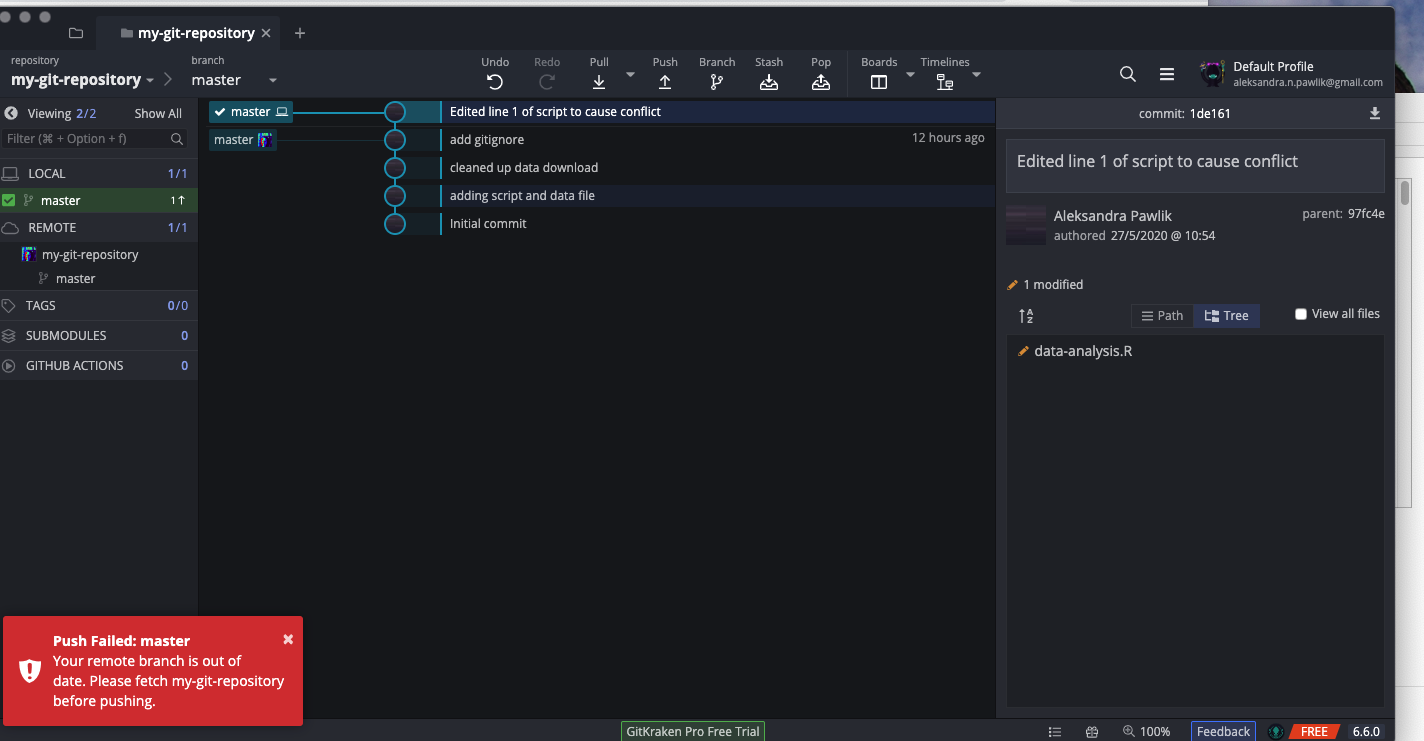 my-git-repository
repository
my-git-repository
branch
master
Undo
Redo
Pull
Push
Branch
Stash
Pop
Boards
Timelines
Default Profile
aleksandra.n.pawlik@gmail.com
Viewing 2/2
Show All
Filter (⌘ + Option + f)
LOCAL 1/1
master 1↑
REMOTE 1/1
my-git-repository
master
TAGS 0/0
SUBMODULES 0
GITHUB ACTIONS 0
master
Edited line 1 of script to cause conflict
master
add gitignore
12 hours ago
cleaned up data download
adding script and data file
Initial commit
commit: 1de161
Edited line 1 of script to cause conflict
Aleksandra Pawlik
authored 27/5/2020 @ 10:54
parent: 97fc4e
1 modified
A
Z
Path
Tree
View all files
data-analysis.R
Push Failed: master
Your remote branch is out of
date. Please fetch my-git-repository
before pushing.
GitKraken Pro Free Trial
100%
Feedback
FREE
6.6.0